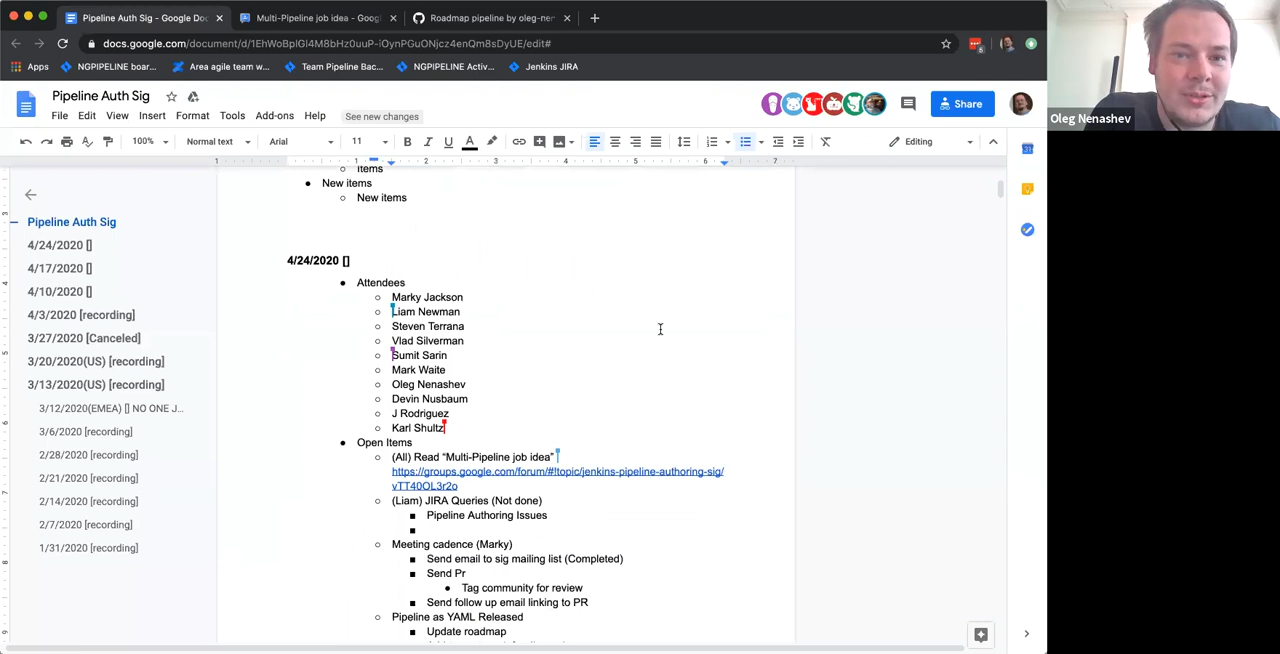 Pipeline Auth Sig - Google Doc
Multi-Pipeline job idea - Goog
Roadmap pipeline by oleg-nen
docs.google.com/document/d/1EhWoBplGl4M8bHz0uuP-iOynPGuONjcz4enQm8sDyUE/edit#
Apps
NGPIPELINE boar...
Area agile team w...
Team Pipeline Bac...
NGPIPELINE Activ...
Jenkins JIRA
Pipeline Auth Sig
File Edit View Insert Format Tools Add-ons Help
See new changes
Share
100%
Normal text
Arial
11
Editing
Pipeline Auth Sig
4/24/2020 []
4/17/2020 []
4/10/2020 []
4/3/2020 [recording]
3/27/2020 [Canceled]
3/20/2020(US) [recording]
3/13/2020(US) [recording]
3/12/2020(EMEA) [] NO ONE J...
3/6/2020 [recording]
2/28/2020 [recording]
2/21/2020 [recording]
2/14/2020 [recording]
2/7/2020 [recording]
1/31/2020 [recording]
Items
New items
New items
4/24/2020 []
Attendees
Marky Jackson
Liam Newman
Steven Terrana
Vlad Silverman
Sumit Sarin
Mark Waite
Oleg Nenashev
Devin Nusbaum
J Rodriguez
Karl Shultz
Open Items
(All) Read “Multi-Pipeline job idea”
https://groups.google.com/forum/#!topic/jenkins-pipeline-authoring-sig/
vTT40OL3r2o
(Liam) JIRA Queries (Not done)
Pipeline Authoring Issues
Meeting cadence (Marky)
Send email to sig mailing list (Completed)
Send Pr
Tag community for review
Send follow up email linking to PR
Pipeline as YAML Released
Update roadmap
Oleg Nenashev